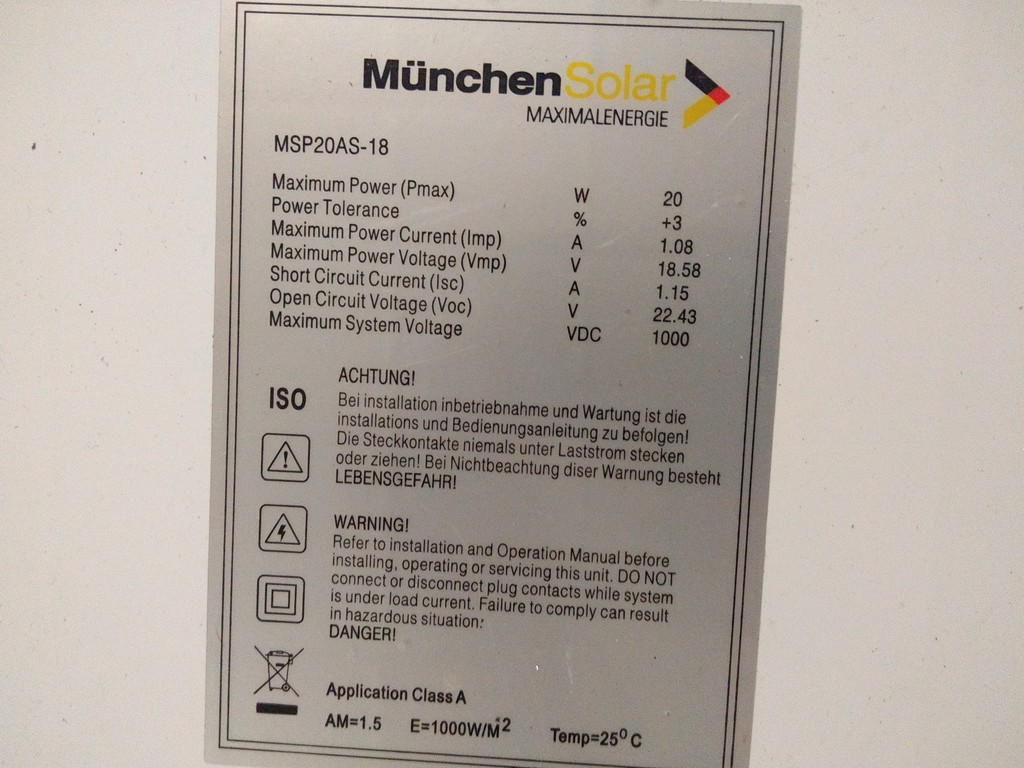 MünchenSolar
MAXIMALENERGIE
MSP20AS-18
Maximum Power (Pmax) W 20
Power Tolerance % +3
Maximum Power Current (Imp) A 1.08
Maximum Power Voltage (Vmp) V 18.58
Short Circuit Current (Isc) A 1.15
Open Circuit Voltage (Voc) V 22.43
Maximum System Voltage VDC 1000
ISO
ACHTUNG!
Bei installation inbetriebnahme und Wartung ist die
installations und Bedienungsanleitung zu befolgen!
Die Steckkontakte niemals unter Laststrom stecken
oder ziehen! Bei Nichtbeachtung diser Warnung besteht
LEBENSGEFAHR!
WARNING!
Refer to installation and Operation Manual before
installing, operating or servicing this unit. DO NOT
connect or disconnect plug contacts while system
is under load current. Failure to comply can result
in hazardous situation:
DANGER!
Application Class A
AM=1.5 E=1000W/M² Temp=25⁰ C